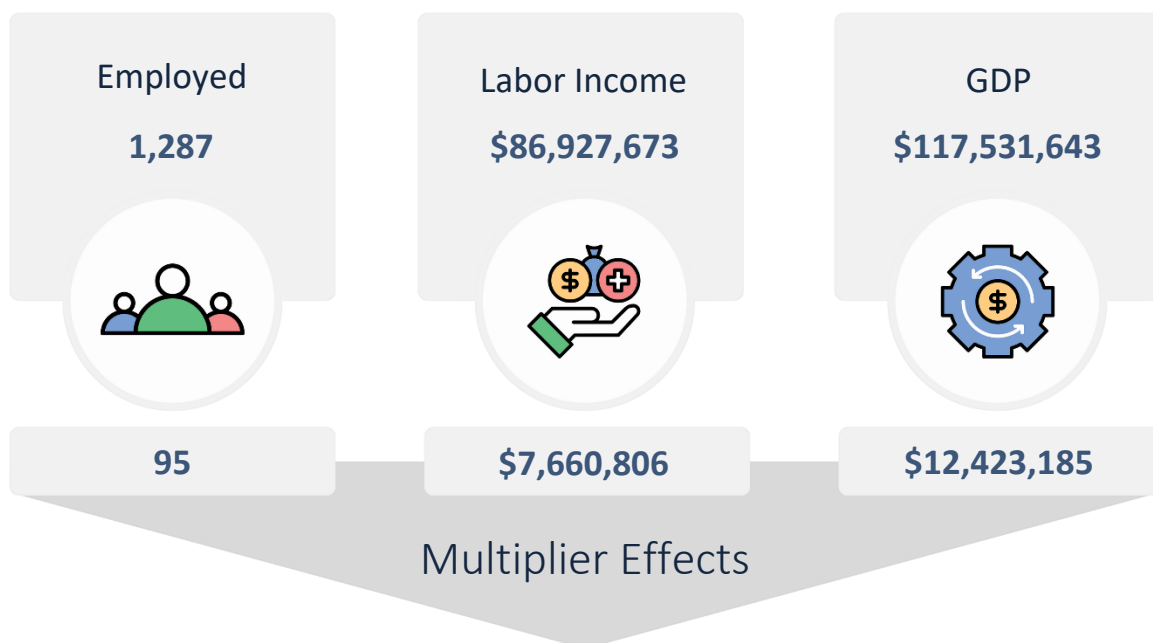 Employed
1,287
Labor Income
$86,927,673
GDP
$117,531,643
$
$
95
$7,660,806
$12,423,185
Multiplier Effects